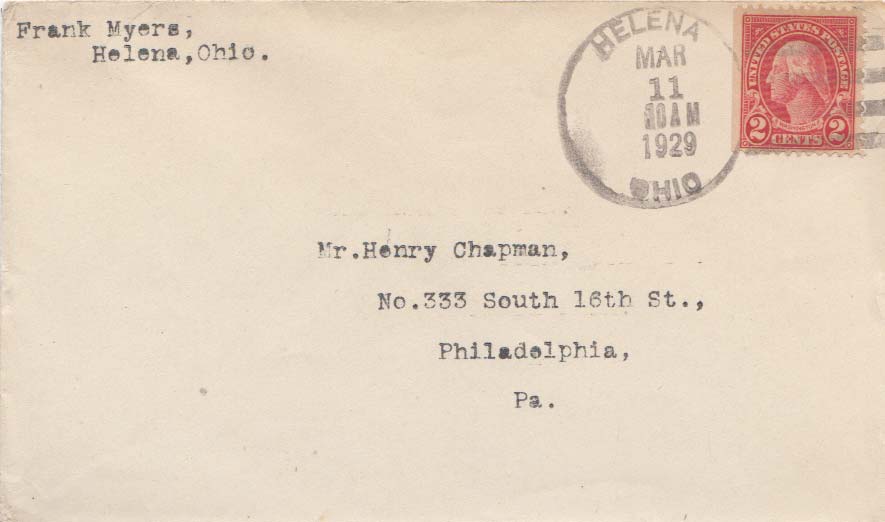 Frank Myers,
Helena,Ohio.
HELENA
MAR
11
10AM
1929
OHIO
UNITED STATES POSTAGE
WASHINGTON
2 CENTS 2
Mr.Henry Chapman,
No.333 South 16th St.,
Philadelphia,
Pa.